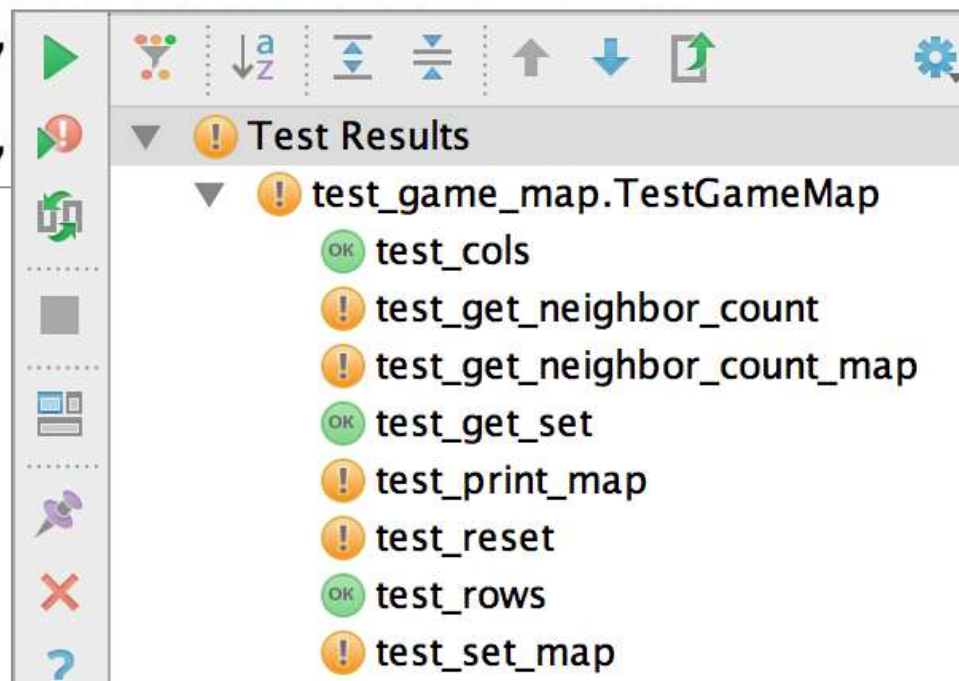 Test Results
test_game_map.TestGameMap
OK test_cols
! test_get_neighbor_count
! test_get_neighbor_count_map
OK test_get_set
! test_print_map
! test_reset
OK test_rows
! test_set_map